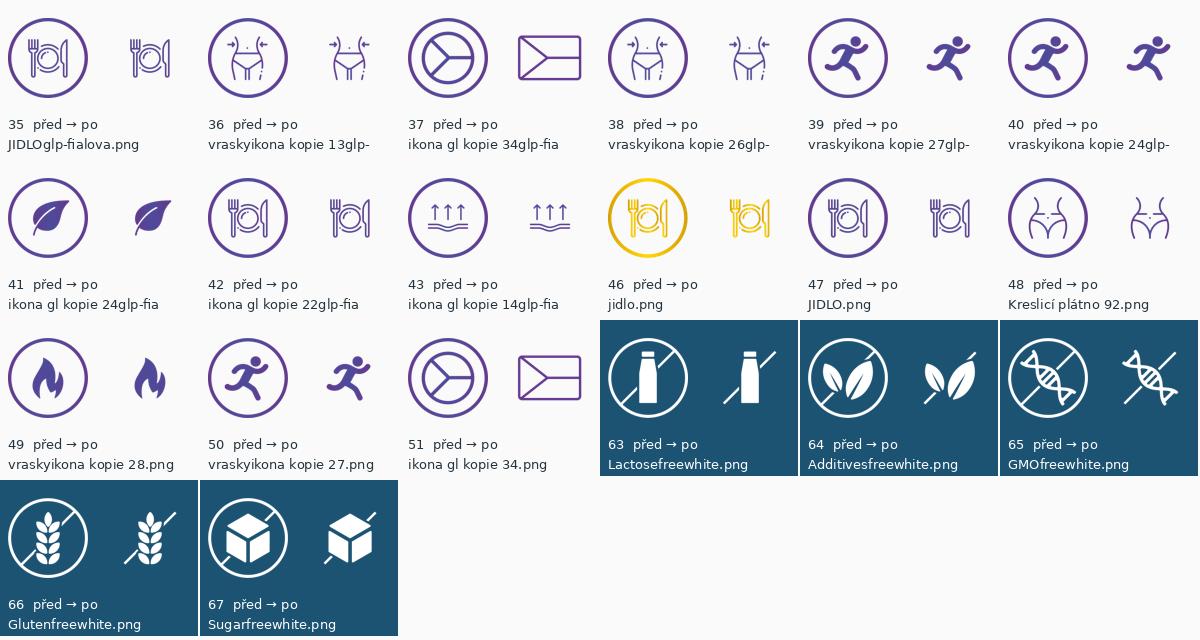 35 před → po
JIDLOglp-fialova.png
36 před → po
vraskyikona kopie 13glp-
37 před → po
ikona gl kopie 34glp-fia
38 před → po
vraskyikona kopie 26glp-
39 před → po
vraskyikona kopie 27glp-
40 před → po
vraskyikona kopie 24glp-
41 před → po
ikona gl kopie 24glp-fia
42 před → po
ikona gl kopie 22glp-fia
43 před → po
ikona gl kopie 14glp-fia
46 před → po
jidlo.png
47 před → po
JIDLO.png
48 před → po
Kreslicí plátno 92.png
49 před → po
vraskyikona kopie 28.png
50 před → po
vraskyikona kopie 27.png
51 před → po
ikona gl kopie 34.png
63 před → po
Lactosefreewhite.png
64 před → po
Additivesfreewhite.png
65 před → po
GMOfreewhite.png
66 před → po
Glutenfreewhite.png
67 před → po
Sugarfreewhite.png